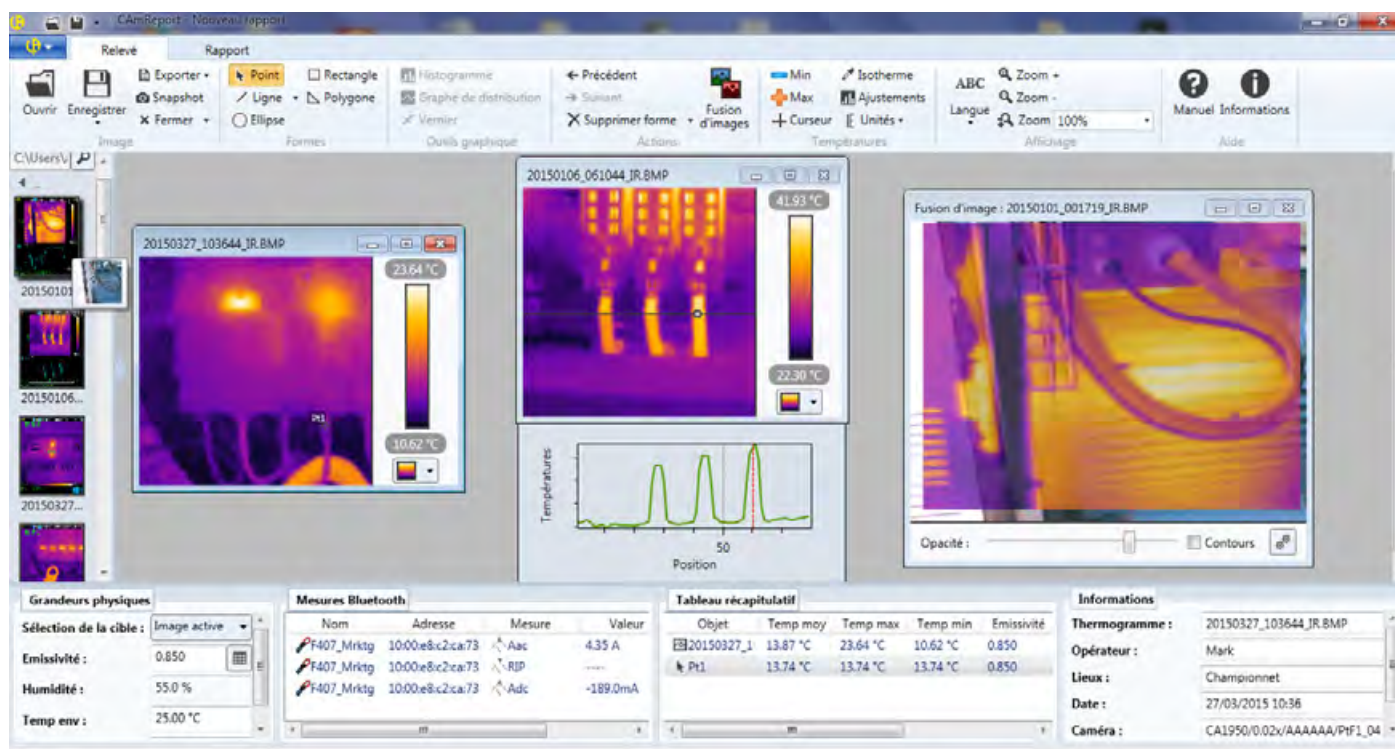 CAmReport - Nouveau rapport
Relevé Rapport
Ouvrir
Enregistrer
Exporter
Snapshot
Fermer
Image
Point
Ligne
Ellipse
Rectangle
Polygone
Formes
Histogramme
Graphe de distribution
Vernier
Outils graphique
Précédent
Suivant
Supprimer forme
Fusion d'images
Actions
Min
Max
Curseur
Isotherme
Ajustements
Unités
Températures
ABC
Langue
Zoom +
Zoom -
Zoom 100%
Affichage
Manuel
Informations
Aide
C:\Users\
20150101
20150106...
20150327...
20150327_103644_IR.BMP
23.64 °C
Pt1
10.62 °C
20150106_061044_IR.BMP
41.93 °C
22.30 °C
Températures
50
Position
Fusion d'image : 20150101_001719_IR.BMP
Opacité :
Contours
Grandeurs physiques
Sélection de la cible : Image active
Emissivité : 0.850
Humidité : 55.0 %
Temp env : 25.00 °C
Mesures Bluetooth
Nom Adresse Mesure Valeur
F407_Mrktg 10:00:e8:c2:ca:73 Aac 4.35 A
F407_Mrktg 10:00:e8:c2:ca:73 RIP ----
F407_Mrktg 10:00:e8:c2:ca:73 Adc -189.0mA
Tableau récapitulatif
Objet Temp moy Temp max Temp min Emissivité
20150327_1 13.87 °C 23.64 °C 10.62 °C 0.850
Pt1 13.74 °C 13.74 °C 13.74 °C 0.850
Informations
Thermogramme : 20150327_103644_IR.BMP
Opérateur : Mark
Lieux : Championnet
Date : 27/03/2015 10:36
Caméra : CA1950/0.02x/AAAAAA/PtF1_04